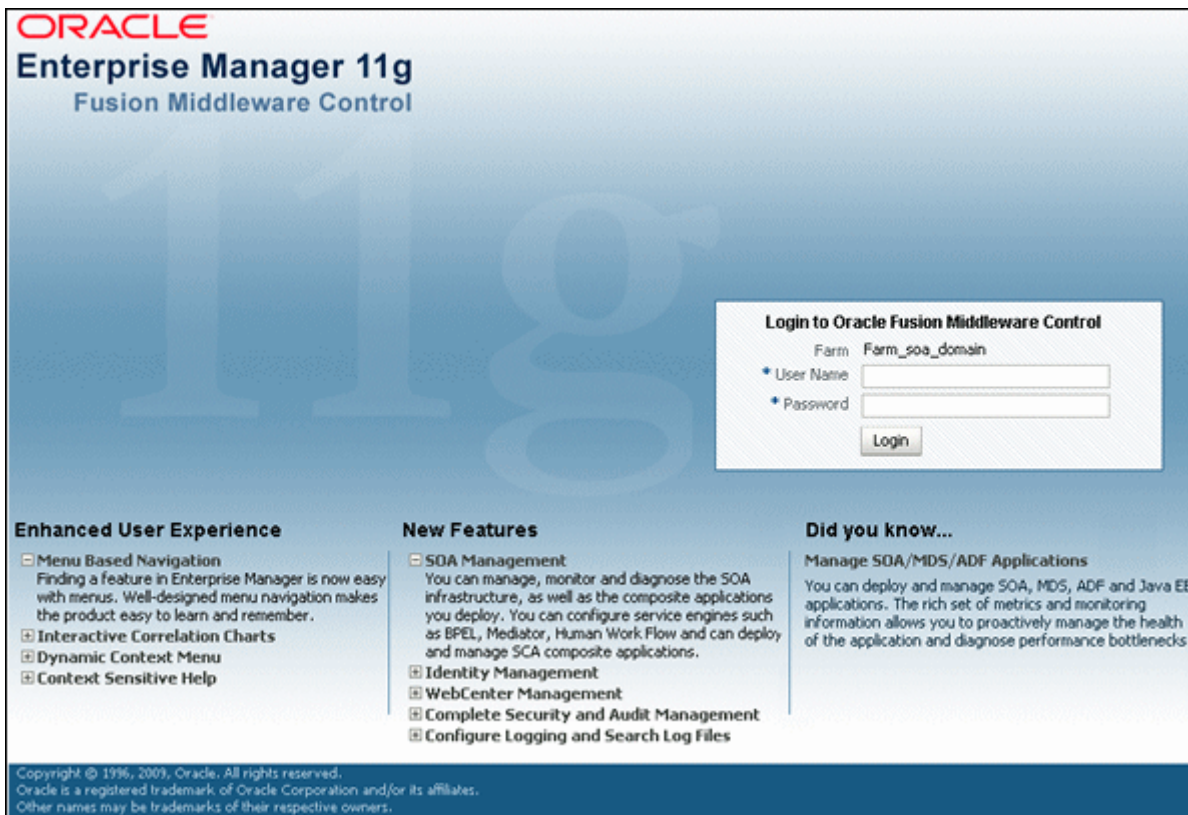 ORACLE
Enterprise Manager 11g
Fusion Middleware Control
11g
Login to Oracle Fusion Middleware Control
Farm Farm_soa_domain
* User Name
* Password
Login
Enhanced User Experience
Menu Based Navigation
Finding a feature in Enterprise Manager is now easy
with menus. Well-designed menu navigation makes
the product easy to learn and remember.
Interactive Correlation Charts
Dynamic Context Menu
Context Sensitive Help
New Features
SOA Management
You can manage, monitor and diagnose the SOA
infrastructure, as well as the composite applications
you deploy. You can configure service engines such
as BPEL, Mediator, Human Work Flow and can deploy
and manage SCA composite applications.
Identity Management
WebCenter Management
Complete Security and Audit Management
Configure Logging and Search Log Files
Did you know...
Manage SOA/MDS/ADF Applications
You can deploy and manage SOA, MDS, ADF and Java EE
applications. The rich set of metrics and monitoring
information allows you to proactively manage the health
of the application and diagnose performance bottlenecks
Copyright © 1996, 2009, Oracle. All rights reserved.
Oracle is a registered trademark of Oracle Corporation and/or its affiliates.
Other names may be trademarks of their respective owners.